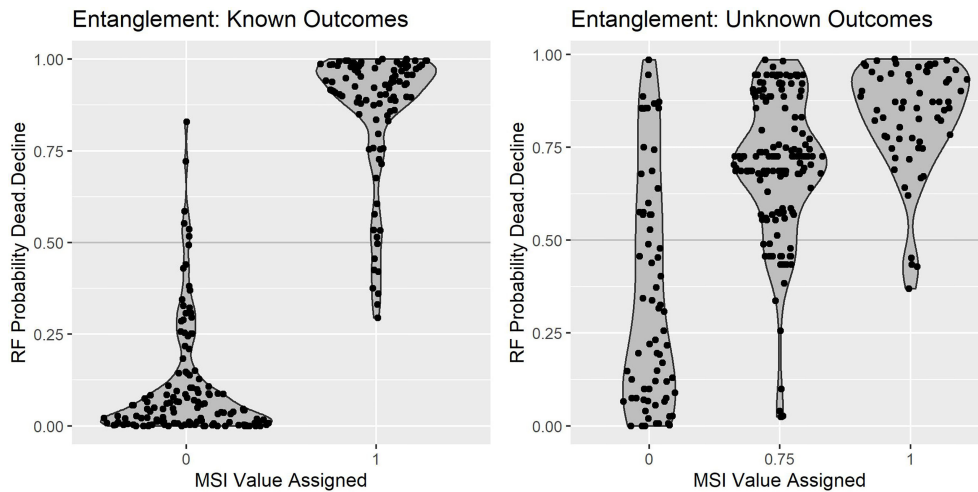 Entanglement: Known Outcomes
RF Probability Dead.Decline
1.00
0.75
0.50
0.25
0.00
0
1
MSI Value Assigned
Entanglement: Unknown Outcomes
RF Probability Dead.Decline
1.00
0.75
0.50
0.25
0.00
0
0.75
1
MSI Value Assigned